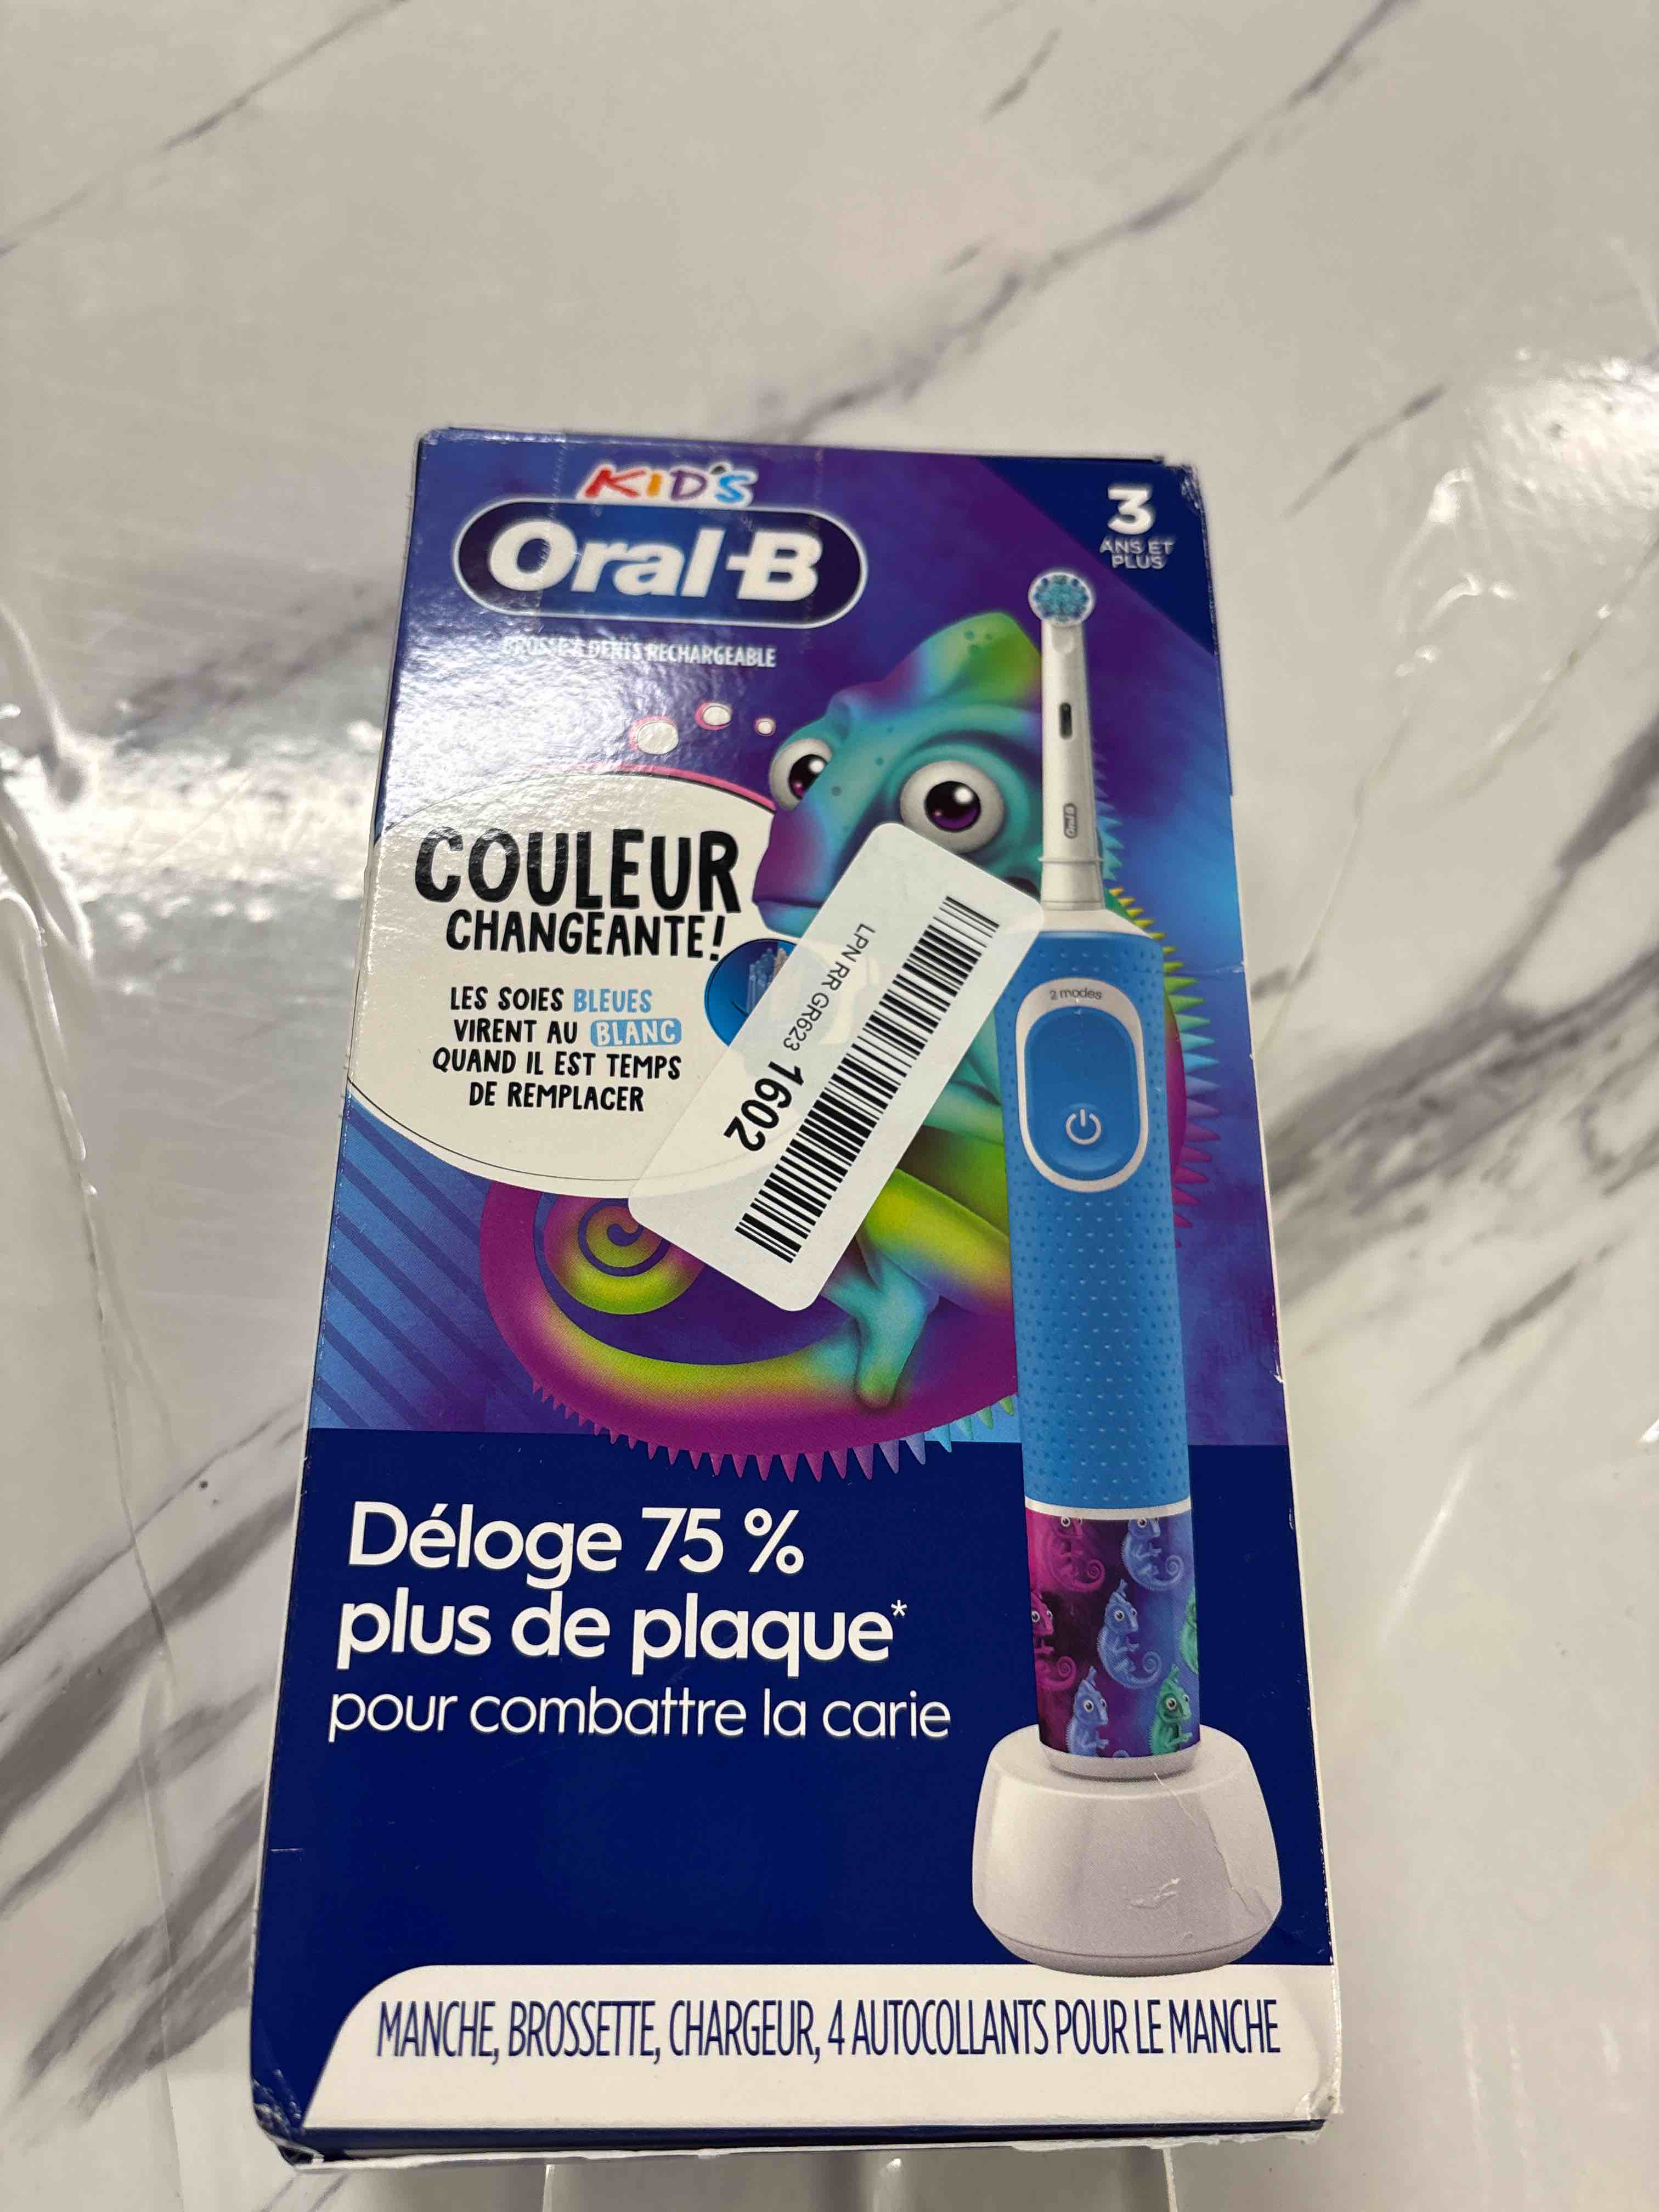 KID'S
Oral-B
BROSSE À DENTS RECHARGEABLE
3
ANS ET
PLUS
COULEUR
CHANGEANTE!
LES SOIES BLEUES
VIRENT AU BLANC
QUAND IL EST TEMPS
DE REMPLACER
LPN RR GR623 1602
Oral-B
2 modes
Déloge 75 %
plus de plaque*
pour combattre la carie
MANCHE, BROSSETTE, CHARGEUR, 4 AUTOCOLLANTS POUR LE MANCHE